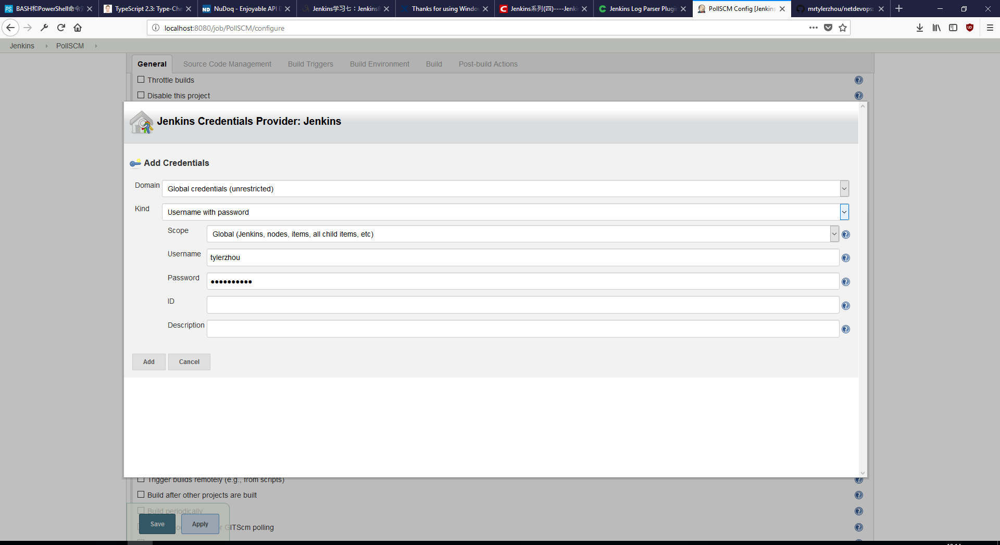 BASH和PowerShell命令
TypeScript 2.3: Type-Che
NuDoq - Enjoyable API D
Jenkins学习七：Jenkins
Thanks for using Windo
Jenkins系列(四)----Jenki
Jenkins Log Parser Plugin
PollSCM Config [Jenkins
mrtylerzhou/netdevops:
localhost:8080/job/PollSCM/configure
Jenkins
PollSCM
General
Source Code Management
Build Triggers
Build Environment
Build
Post-build Actions
Throttle builds
Disable this project
Jenkins Credentials Provider: Jenkins
Add Credentials
Domain
Global credentials (unrestricted)
Kind
Username with password
Scope
Global (Jenkins, nodes, items, all child items, etc)
Username
tylerzhou
Password
ID
Description
Add
Cancel
Trigger builds remotely (e.g., from scripts)
Build after other projects are built
Build periodically
Save
Apply
GITScm polling